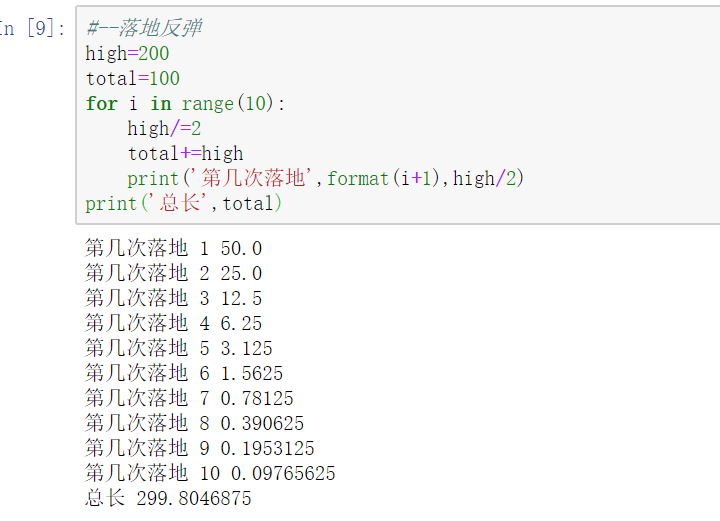 In [9]:
#--落地反弹
high=200
total=100
for i in range(10):
    high/=2
    total+=high
    print('第几次落地',format(i+1),high/2)
print('总长',total)
第几次落地 1 50.0
第几次落地 2 25.0
第几次落地 3 12.5
第几次落地 4 6.25
第几次落地 5 3.125
第几次落地 6 1.5625
第几次落地 7 0.78125
第几次落地 8 0.390625
第几次落地 9 0.1953125
第几次落地 10 0.09765625
总长 299.8046875